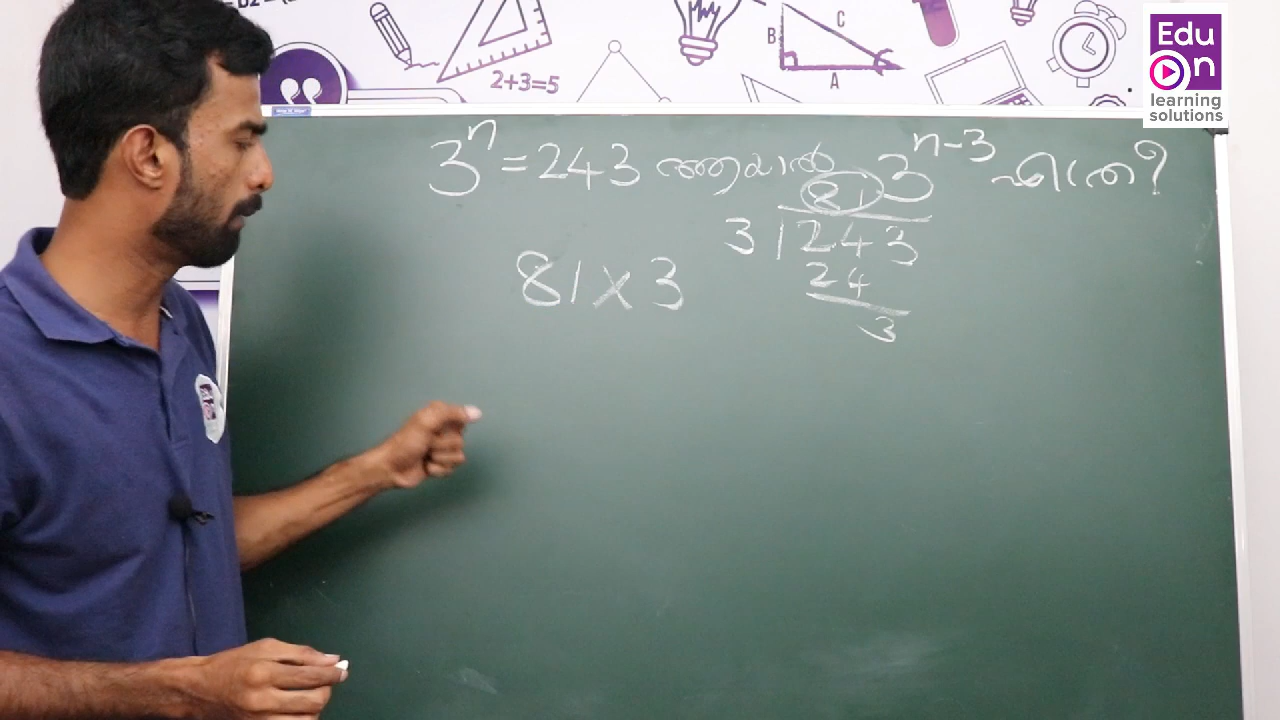 2+3=5
B
C
A
Edu
n
learning
solutions
3ⁿ = 243 ആയാൽ 3ⁿ⁻³ എത്ര?
81
3 | 243
24
3
81 × 3